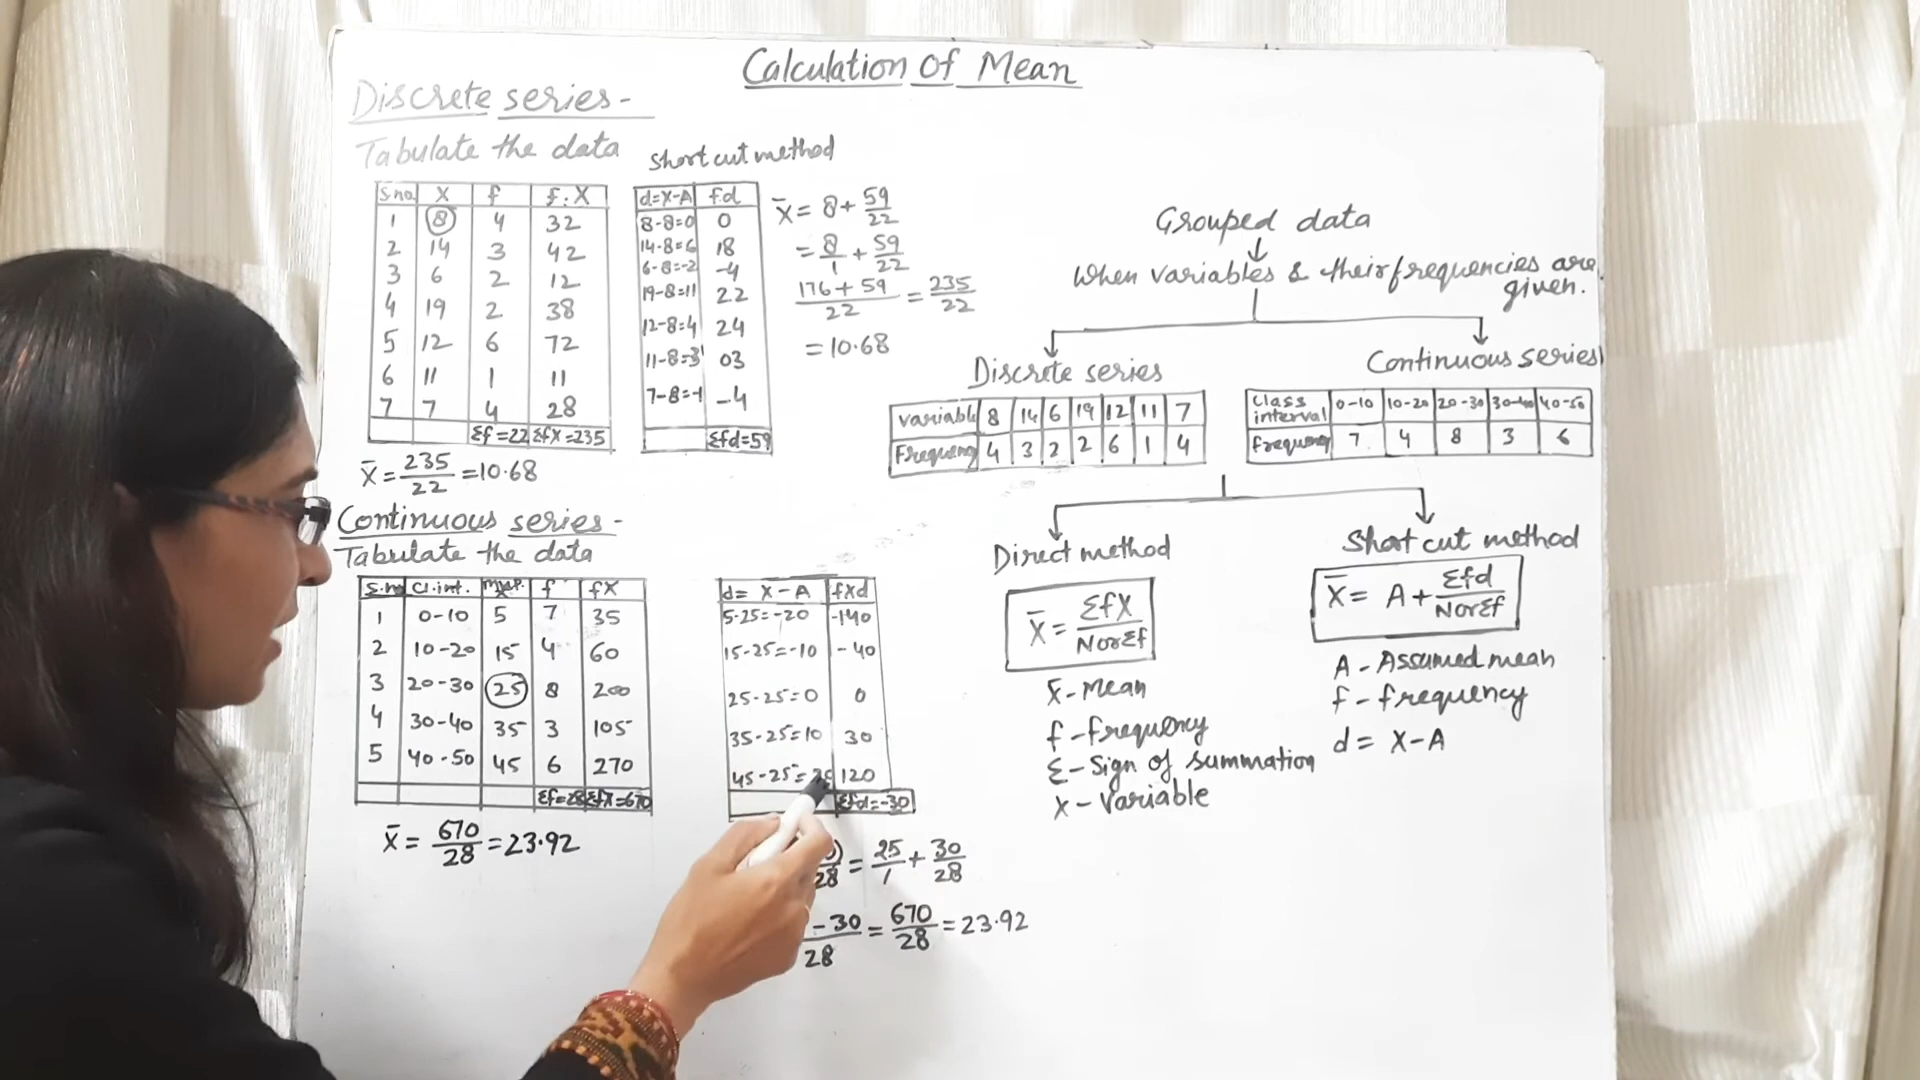 Calculation of Mean
Discrete series-
Tabulate the data
Short cut method
S.no. X f f.X
1 8 4 32
2 14 3 42
3 6 2 12
4 19 2 38
5 12 6 72
6 11 1 11
7 7 4 28
Σf=22 Σfx=235
d=X-A f.d
8-8=0 0
14-8=6 18
6-8=-2 -4
19-8=11 22
12-8=4 24
11-8=3 03
7-8=-1 -4
Σfd=59
X̄ = 8+ 59/22
= 8/1 + 59/22
176+59/22 = 235/22
=10.68
X̄ = 235/22 =10.68
Continuous series-
Tabulate the data
S.no Cl.int. X f fX
1 0-10 5 7 35
2 10-20 15 4 60
3 20-30 25 8 200
4 30-40 35 3 105
5 40-50 45 6 270
Σf=28 Σfx=670
X̄ = 670/28 =23.92
d= X-A fxd
5-25=-20 -140
15-25=-10 -40
25-25=0 0
35-25=10 30
45-25= 120
Σfd=-30
28 = 25/1 + 30/28
-30/28 = 670/28 =23.92
Grouped data
When variables & their frequencies are
given.
Discrete series
Variable 8 14 6 19 12 11 7
Frequency 4 3 2 2 6 1 4
Continuous series
Class interval 0-10 10-20 20-30 30-40 40-50
frequency 7 4 8 3 6
Direct method
X̄ = ΣfX/N or Σf
X̄-Mean
f-frequency
Σ-Sign of summation
X-Variable
Short cut method
X̄ = A+ Σfd/N or Σf
A-Assumed mean
f-frequency
d= X-A